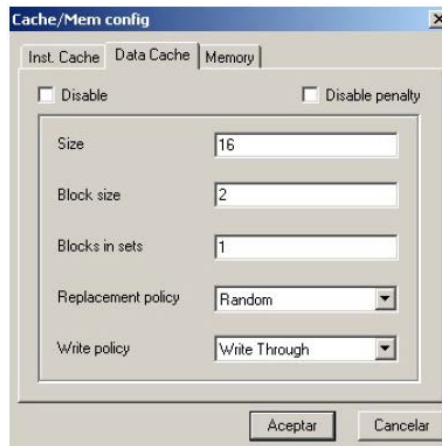 Cache/Mem config
Inst. Cache Data Cache Memory
Disable Disable penalty
Size 16
Block size 2
Blocks in sets 1
Replacement policy Random
Write policy Write Through
Aceptar Cancelar